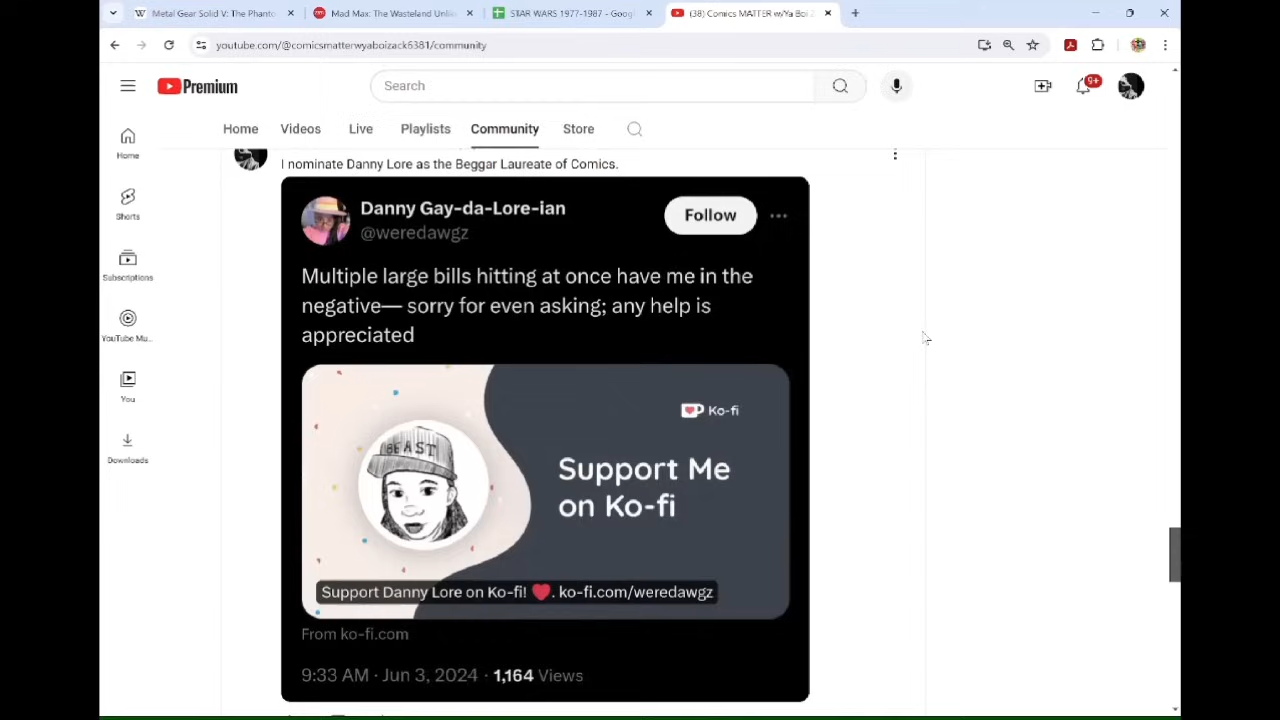 Metal Gear Solid V: The Phanto
Mad Max: The Wasteland Unli
STAR WARS 1977-1987 - Googl
(38) Comics MATTER w/Ya Boi Z
youtube.com/@comicsmatterwyaboizack6381/community
Premium
Search
9+
Home Videos Live Playlists Community Store
Home
Shorts
Subscriptions
YouTube Mu...
You
Downloads
I nominate Danny Lore as the Beggar Laureate of Comics.
Danny Gay-da-Lore-ian
@weredawgz
Follow
Multiple large bills hitting at once have me in the
negative— sorry for even asking; any help is
appreciated
BEAST
Ko-fi
Support Me
on Ko-fi
Support Danny Lore on Ko-fi! ❤️. ko-fi.com/weredawgz
From ko-fi.com
9:33 AM · Jun 3, 2024 · 1,164 Views